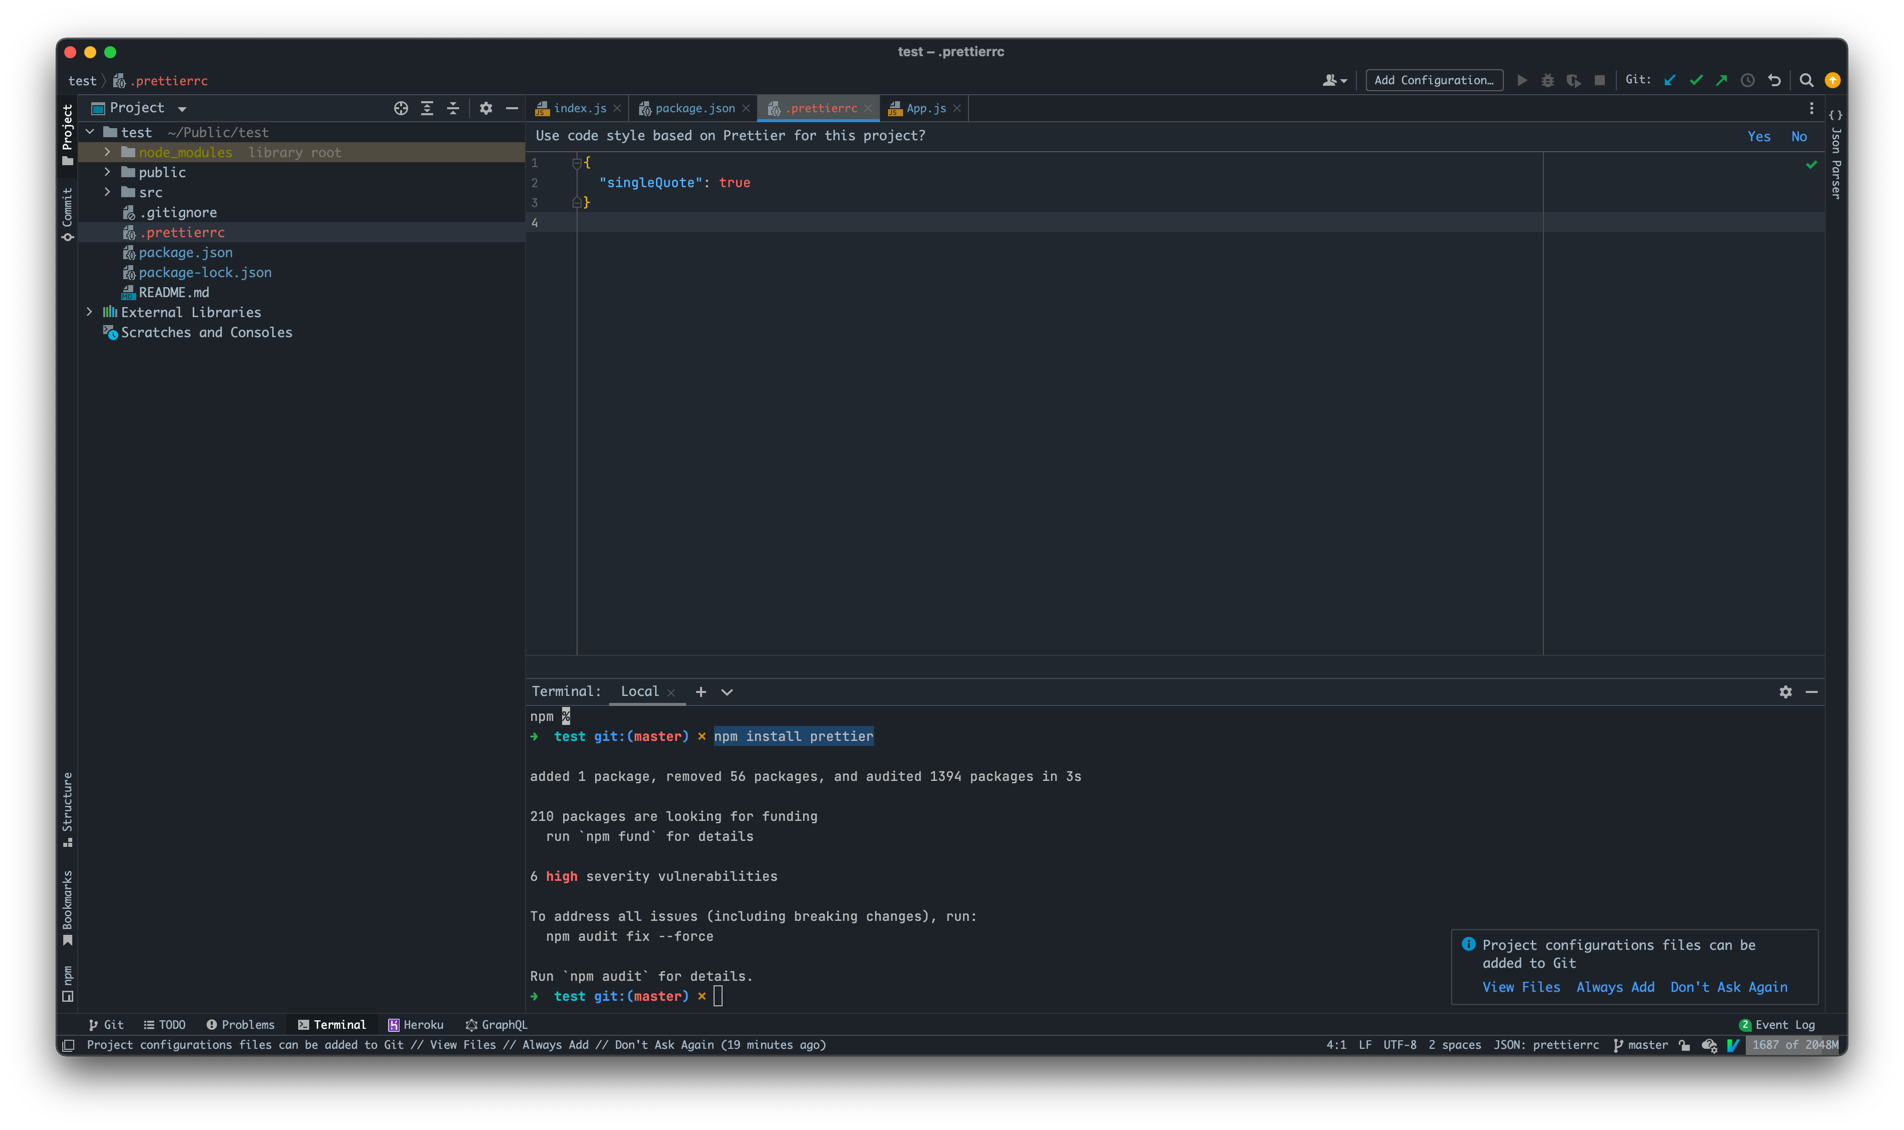 test – .prettierrc
test
.prettierrc
Add Configuration…
Git:
Project
index.js
package.json
.prettierrc
App.js
Use code style based on Prettier for this project?
Yes
No
Project
Commit
Structure
Bookmarks
npm
Json Parser
test ~/Public/test
node_modules library root
public
src
.gitignore
.prettierrc
package.json
package-lock.json
README.md
External Libraries
Scratches and Consoles
1 {
2 "singleQuote": true
3 }
4
Terminal: Local
npm %
→ test git:(master) × npm install prettier
added 1 package, removed 56 packages, and audited 1394 packages in 3s
210 packages are looking for funding
run `npm fund` for details
6 high severity vulnerabilities
To address all issues (including breaking changes), run:
npm audit fix --force
Run `npm audit` for details.
→ test git:(master) ×
Project configurations files can be
added to Git
View Files Always Add Don't Ask Again
Git TODO Problems Terminal Heroku GraphQL
2 Event Log
Project configurations files can be added to Git // View Files // Always Add // Don't Ask Again (19 minutes ago)
4:1 LF UTF-8 2 spaces JSON: prettierrc master 1687 of 2048M